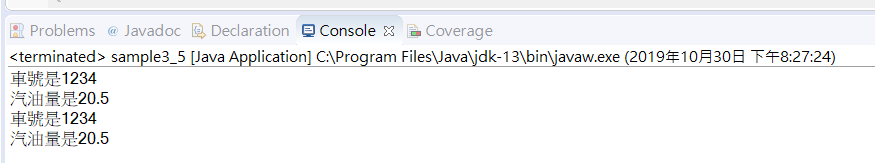 Problems @ Javadoc Declaration Console Coverage
<terminated> sample3_5 [Java Application] C:\Program Files\Java\jdk-13\bin\javaw.exe (2019年10月30日 下午8:27:24)
車號是1234
汽油量是20.5
車號是1234
汽油量是20.5